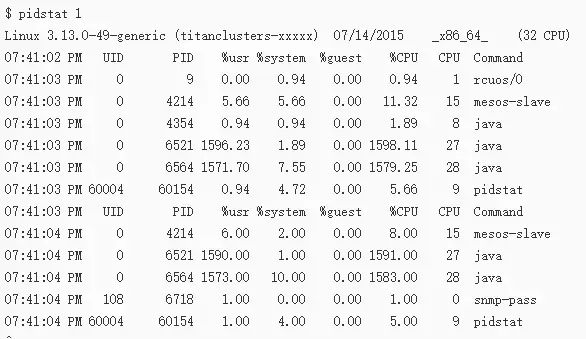 $ pidstat 1
Linux 3.13.0-49-generic (titanclusters-xxxxx)  07/14/2015    _x86_64_    (32 CPU)
07:41:02 PM   UID       PID    %usr %system  %guest    %CPU   CPU  Command
07:41:03 PM     0         9    0.00    0.94    0.00    0.94     1  rcuos/0
07:41:03 PM     0      4214    5.66    5.66    0.00   11.32    15  mesos-slave
07:41:03 PM     0      4354    0.94    0.94    0.00    1.89     8  java
07:41:03 PM     0      6521 1596.23    1.89    0.00 1598.11    27  java
07:41:03 PM     0      6564 1571.70    7.55    0.00 1579.25    28  java
07:41:03 PM 60004     60154    0.94    4.72    0.00    5.66     9  pidstat
07:41:03 PM   UID       PID    %usr %system  %guest    %CPU   CPU  Command
07:41:04 PM     0      4214    6.00    2.00    0.00    8.00    15  mesos-slave
07:41:04 PM     0      6521 1590.00    1.00    0.00 1591.00    27  java
07:41:04 PM     0      6564 1573.00   10.00    0.00 1583.00    28  java
07:41:04 PM   108      6718    1.00    0.00    0.00    1.00     0  snmp-pass
07:41:04 PM 60004     60154    1.00    4.00    0.00    5.00     9  pidstat